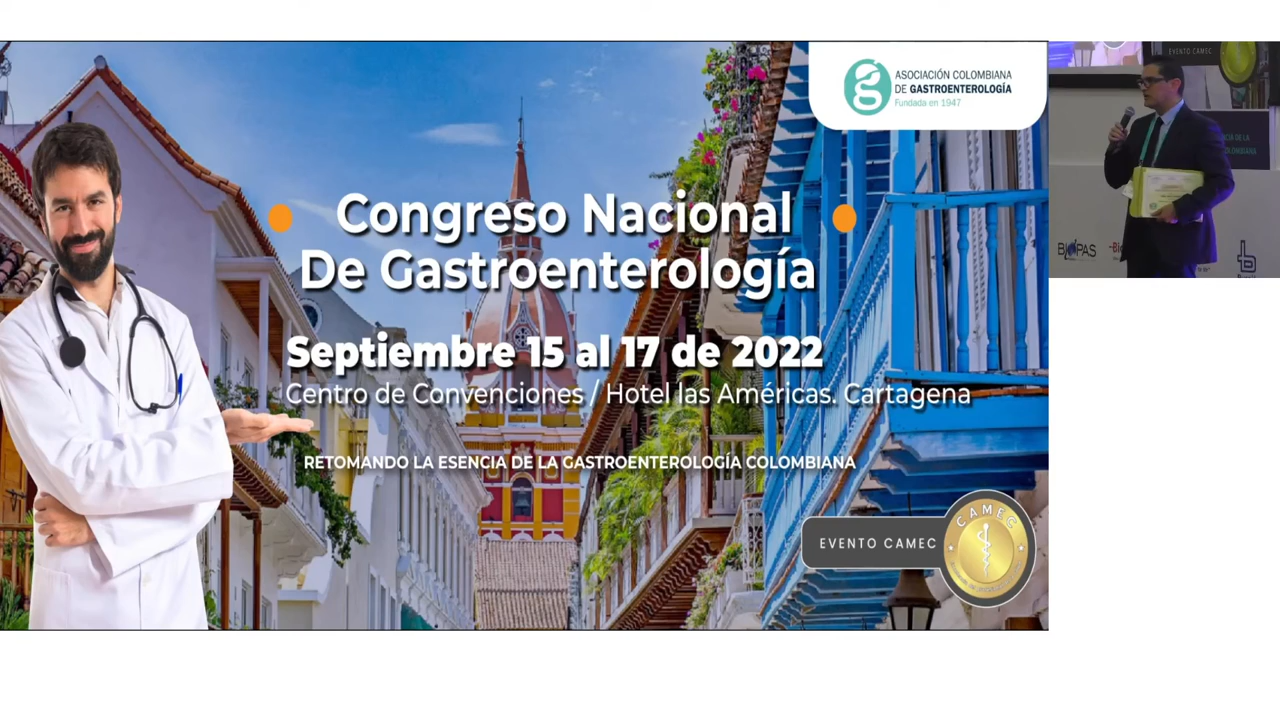 ASOCIACIÓN COLOMBIANA
DE GASTROENTEROLOGÍA
Fundada en 1947
Congreso Nacional
De Gastroenterología
Septiembre 15 al 17 de 2022
Centro de Convenciones / Hotel las Américas. Cartagena
RETOMANDO LA ESENCIA DE LA GASTROENTEROLOGÍA COLOMBIANA
EVENTO CAMEC
CAMEC
EVENTO CAMEC
BIOPAS